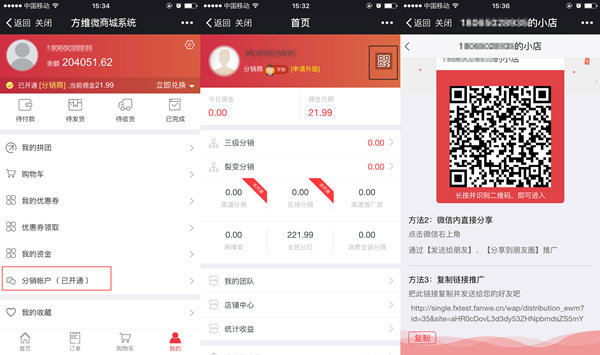 中国移动 15:34
返回 关闭 方维微商城系统
余额 204051.62
已开通 [分销商] ,当前佣金21.99 立即兑换
待付款 待发货 待收货 已完成
我的拼团
购物车
我的优惠券
优惠券领取
我的资金
分销帐户（已开通）
我的收藏
首页 订单 购物车 我的
中国移动 15:32
返回 关闭 首页
分销商 [申请升级]
今日佣金 佣金总额
0.00 21.99
三级分销 0.00
裂变分销 0.00
0.00 0.00 0.00
渠道分佣 区域分佣 渠道推广奖
0.00 221.99 0.00
保障奖 全民分红 消费全返分佣
我的团队
店铺中心
统计收益
中国移动 15:36
返回 关闭 的小店
的小店
的小店
长按并识别二维码，即可进入
方法2：微信内直接分享
点击微信右上角
通过【发送给朋友】、【分享到朋友圈】推广
方法3：复制链接推广
把此链接复制并发送给您的好友吧
http://single.fxtest.fanwe.cn/wap/distribution_ewm?
id=35&site=aHR0cDovL3d3dy53ZHNpbmdsZS5mY
复制